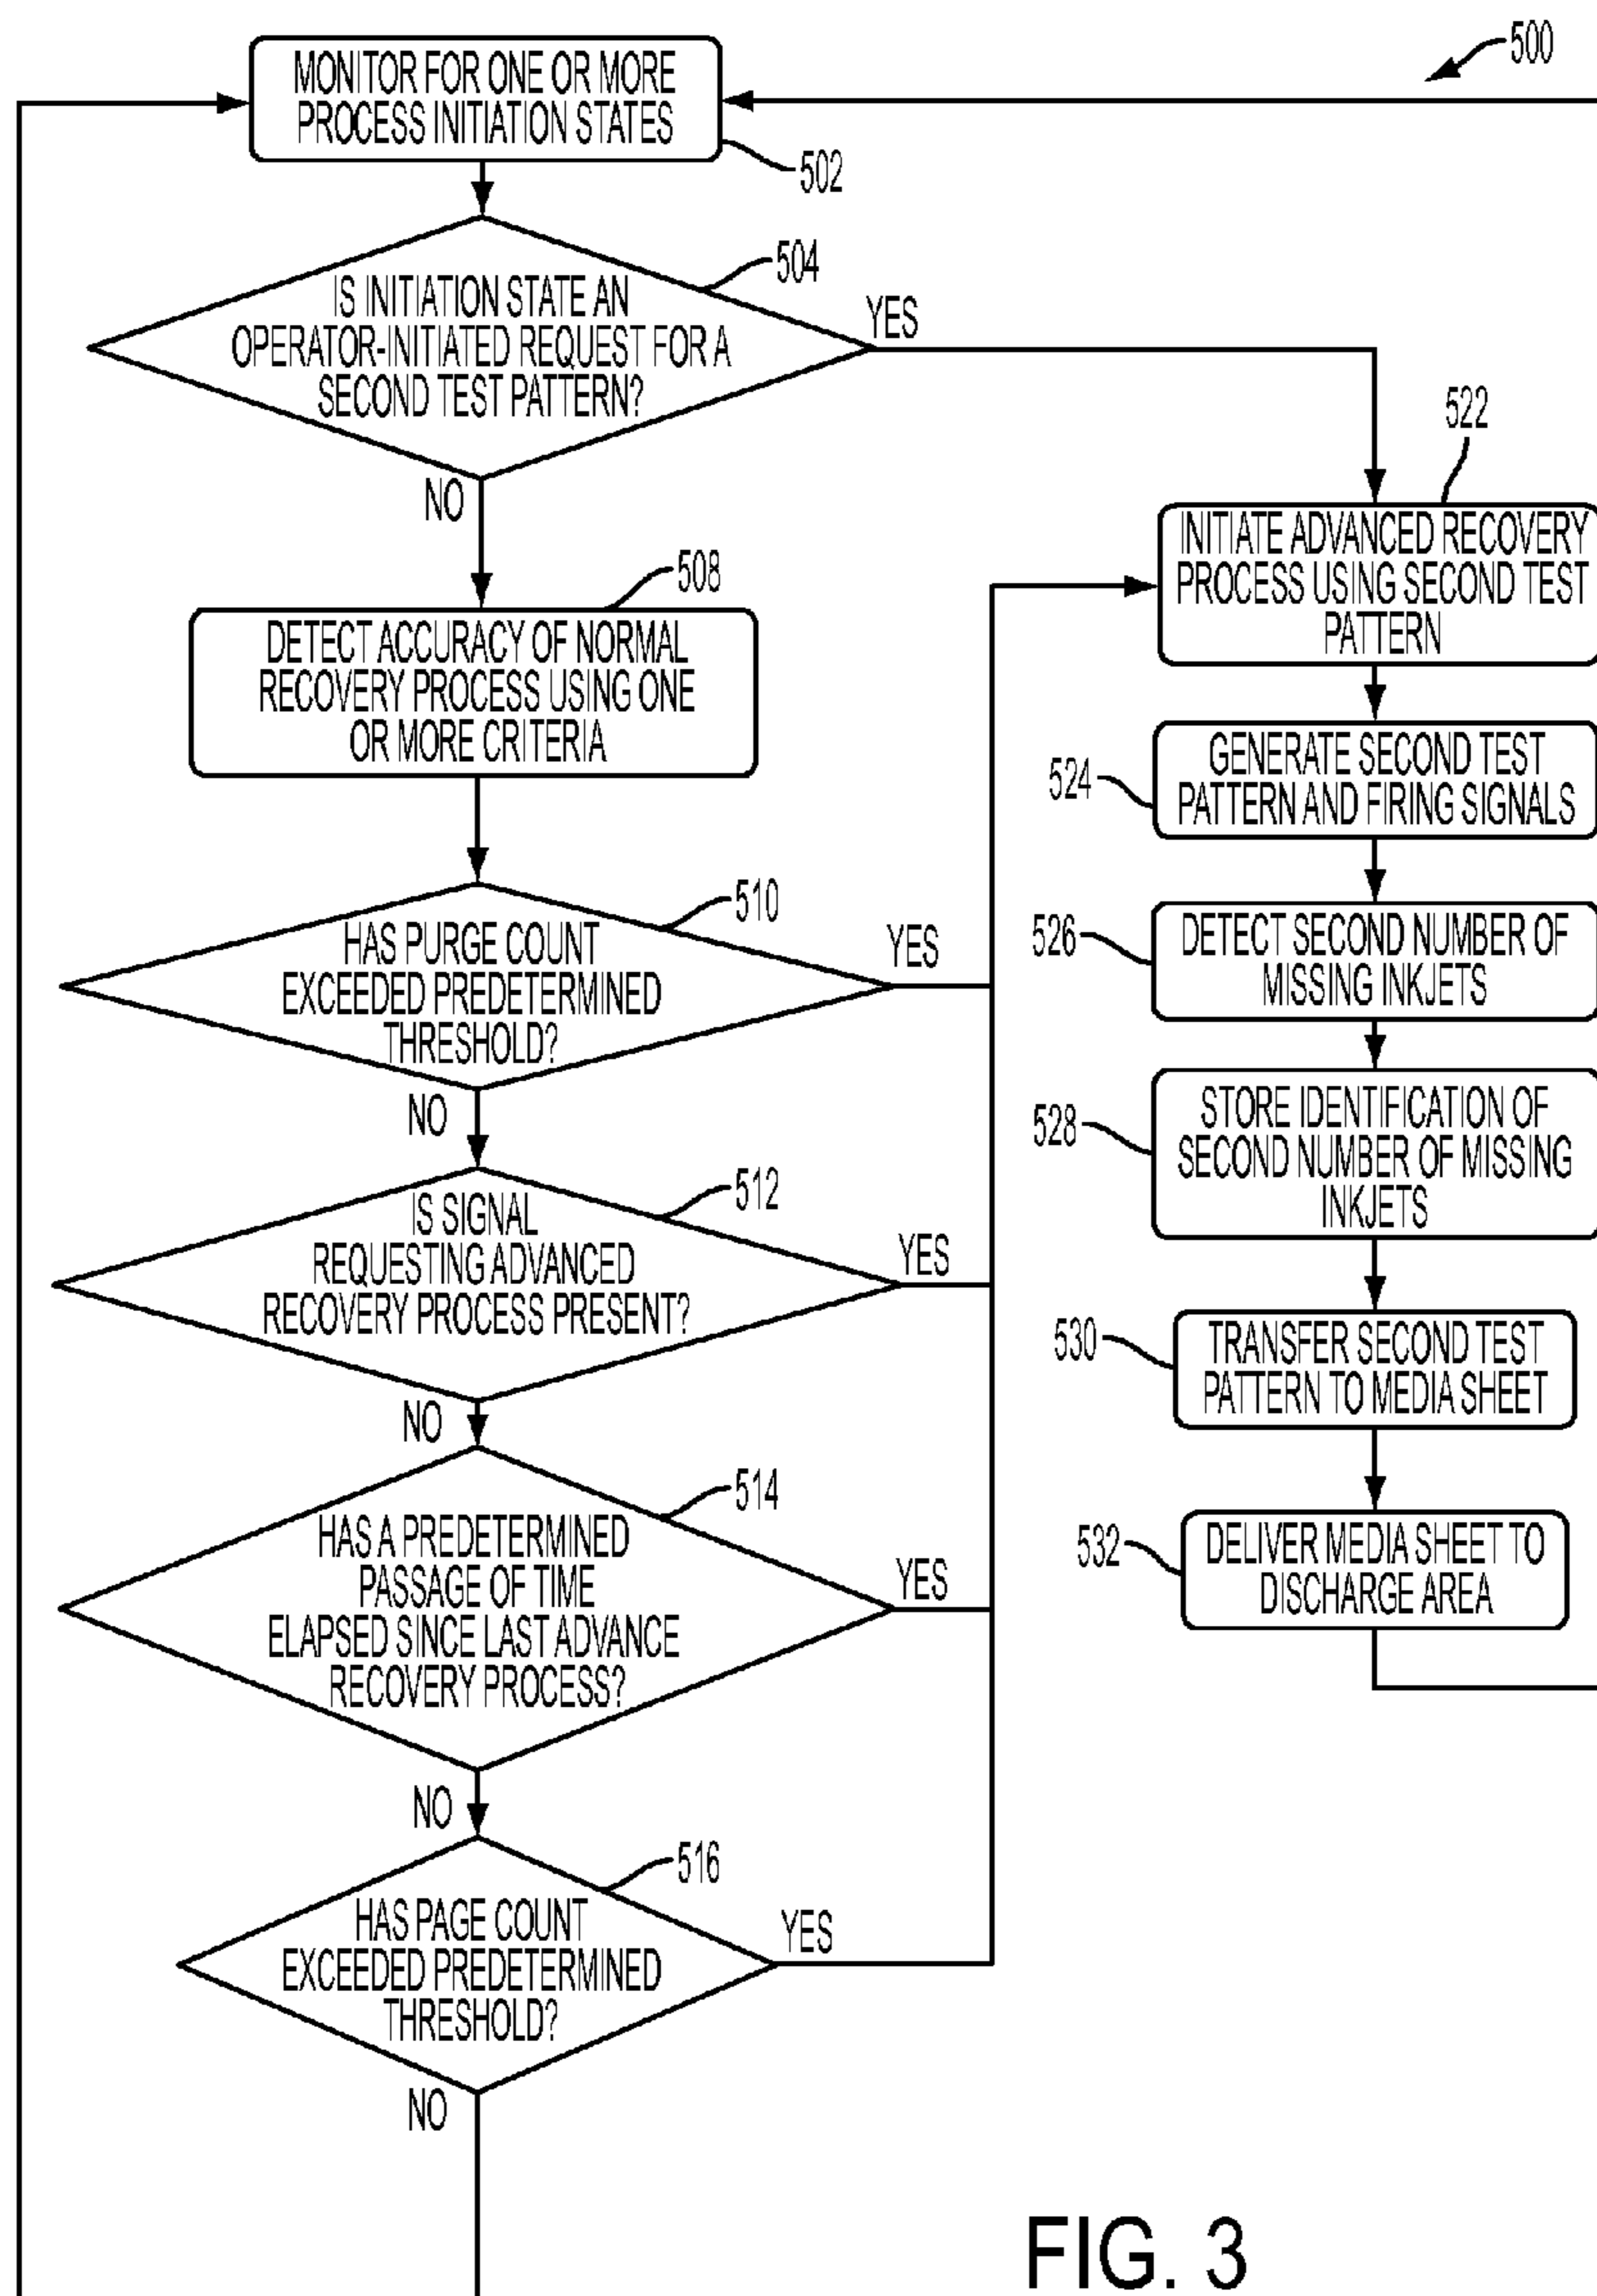 500
MONITOR FOR ONE OR MORE
PROCESS INITIATION STATES
502
504
IS INITIATION STATE AN
OPERATOR-INITIATED REQUEST FOR A
SECOND TEST PATTERN?
YES
NO
508
DETECT ACCURACY OF NORMAL
RECOVERY PROCESS USING ONE
OR MORE CRITERIA
510
HAS PURGE COUNT
EXCEEDED PREDETERMINED
THRESHOLD?
YES
NO
512
IS SIGNAL
REQUESTING ADVANCED
RECOVERY PROCESS PRESENT?
YES
NO
514
HAS A PREDETERMINED
PASSAGE OF TIME
ELAPSED SINCE LAST ADVANCE
RECOVERY PROCESS?
YES
NO
516
HAS PAGE COUNT
EXCEEDED PREDETERMINED
THRESHOLD?
YES
NO
522
INITIATE ADVANCED RECOVERY
PROCESS USING SECOND TEST
PATTERN
524
GENERATE SECOND TEST
PATTERN AND FIRING SIGNALS
526
DETECT SECOND NUMBER OF
MISSING INKJETS
528
STORE IDENTIFICATION OF
SECOND NUMBER OF MISSING
INKJETS
530
TRANSFER SECOND TEST
PATTERN TO MEDIA SHEET
532
DELIVER MEDIA SHEET TO
DISCHARGE AREA
FIG. 3